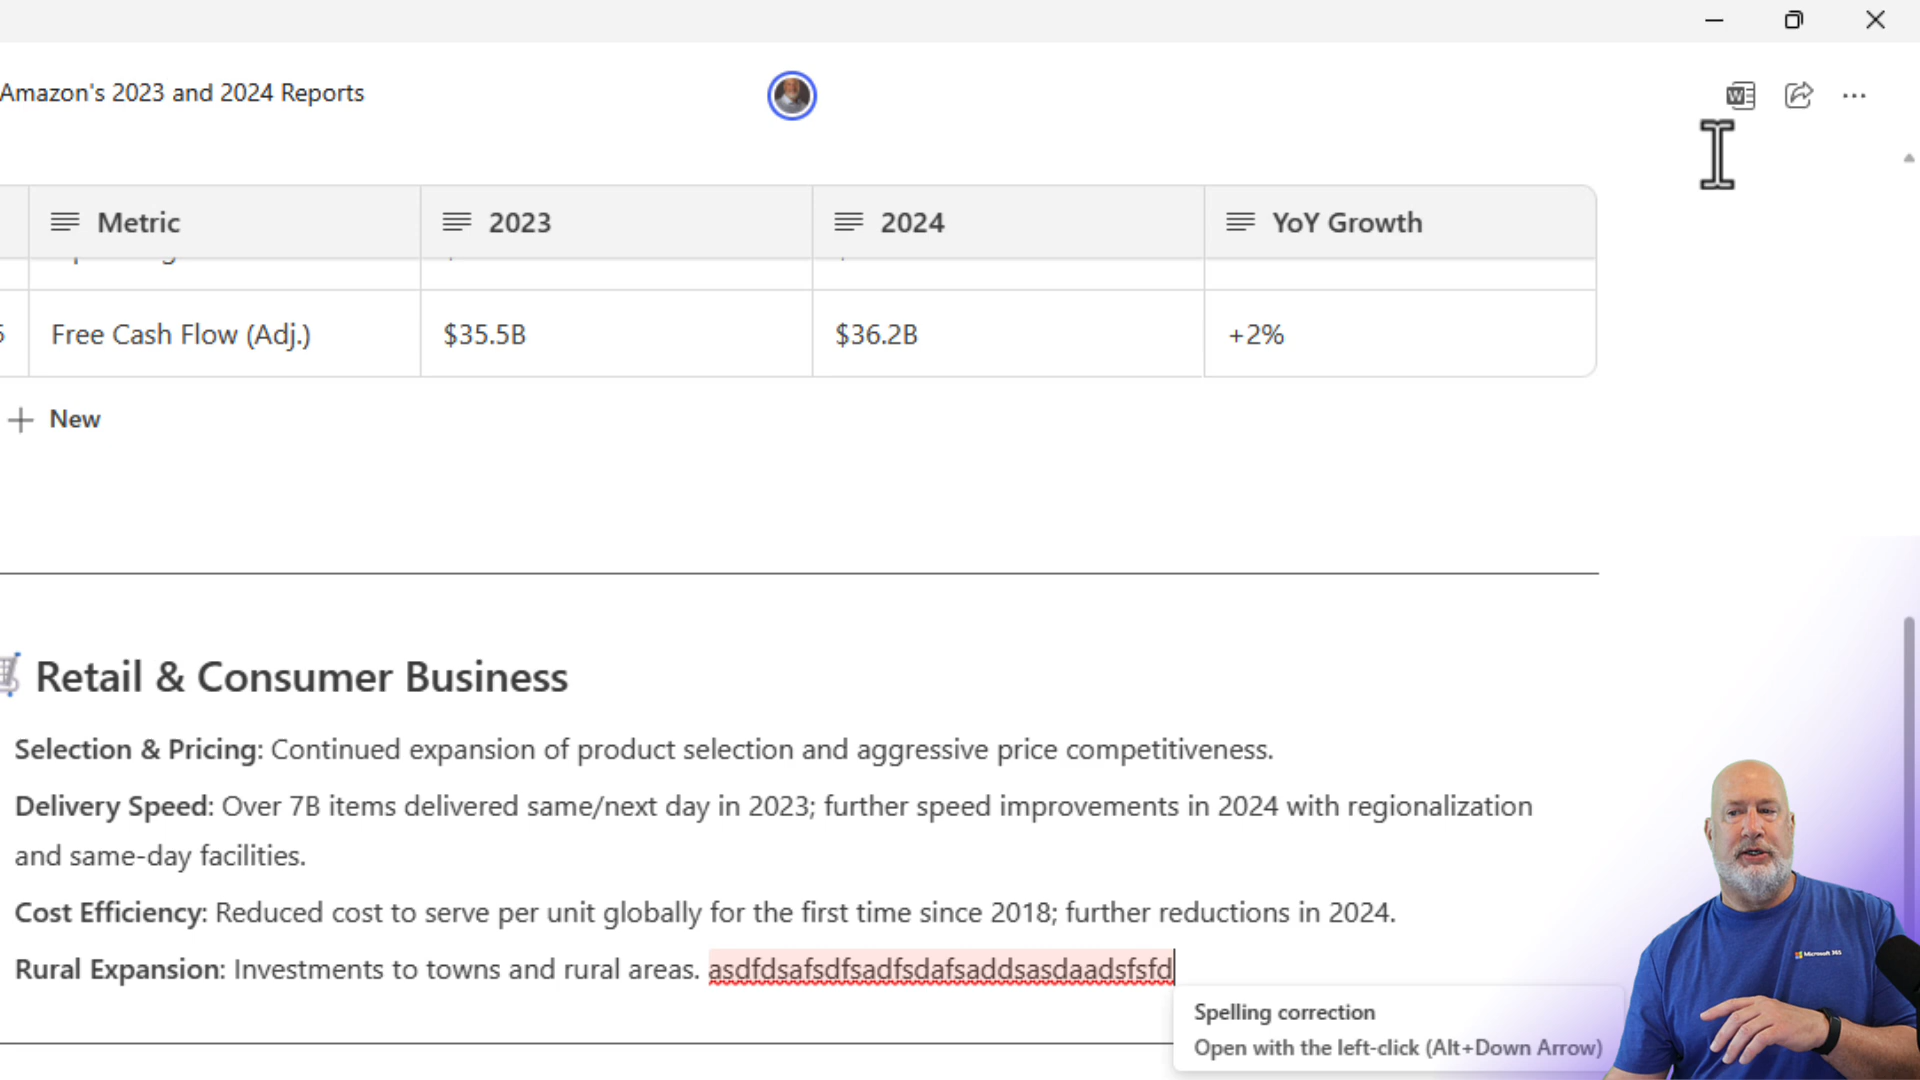 Amazon's 2023 and 2024 Reports
Metric
2023
2024
YoY Growth
Free Cash Flow (Adj.)
$35.5B
$36.2B
+2%
New
Retail & Consumer Business
Selection & Pricing: Continued expansion of product selection and aggressive price competitiveness.
Delivery Speed: Over 7B items delivered same/next day in 2023; further speed improvements in 2024 with regionalization
and same-day facilities.
Cost Efficiency: Reduced cost to serve per unit globally for the first time since 2018; further reductions in 2024.
Rural Expansion: Investments to towns and rural areas. asdfdsafsdfsadfsdafsaddsasdaadsfsfd
Spelling correction
Open with the left-click (Alt+Down Arrow)
Microsoft 365